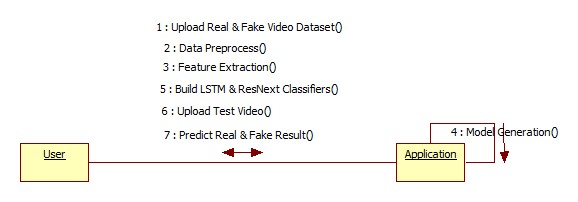 1 : Upload Real & Fake Video Dataset()
2 : Data Preprocess()
3 : Feature Extraction()
5 : Build LSTM & ResNext Classifiers()
6 : Upload Test Video()
7 : Predict Real & Fake Result()
4 : Model Generation()
User
Application